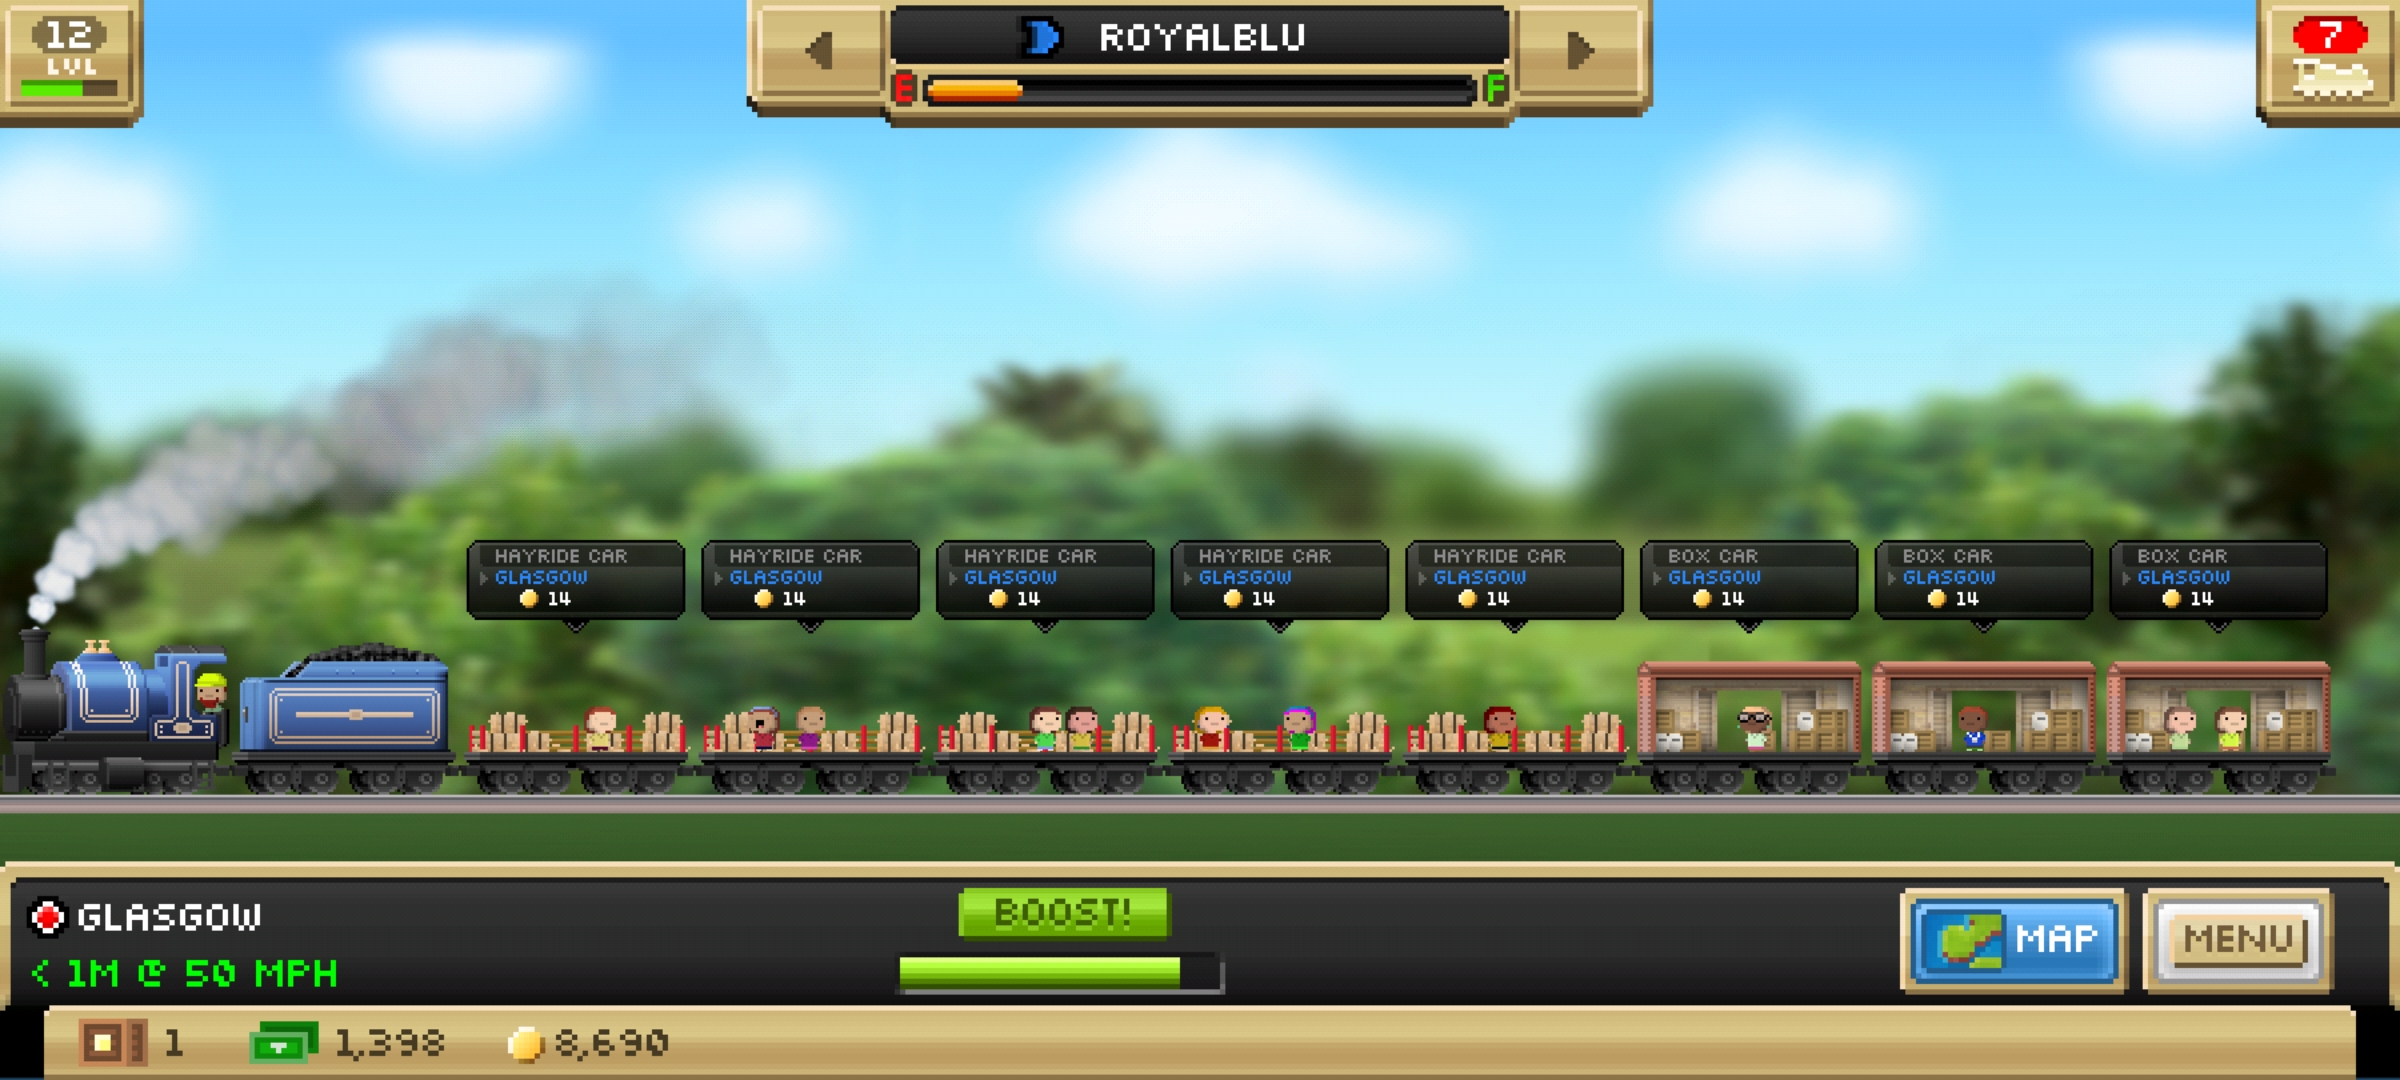 12
LVL
ROYALBLU
E F
7
HAYRIDE CAR
GLASGOW
14
HAYRIDE CAR
GLASGOW
14
HAYRIDE CAR
GLASGOW
14
HAYRIDE CAR
GLASGOW
14
HAYRIDE CAR
GLASGOW
14
BOX CAR
GLASGOW
14
BOX CAR
GLASGOW
14
BOX CAR
GLASGOW
14
GLASGOW
< 1M @ 50 MPH
BOOST!
MAP
MENU
1
1,398
8,690